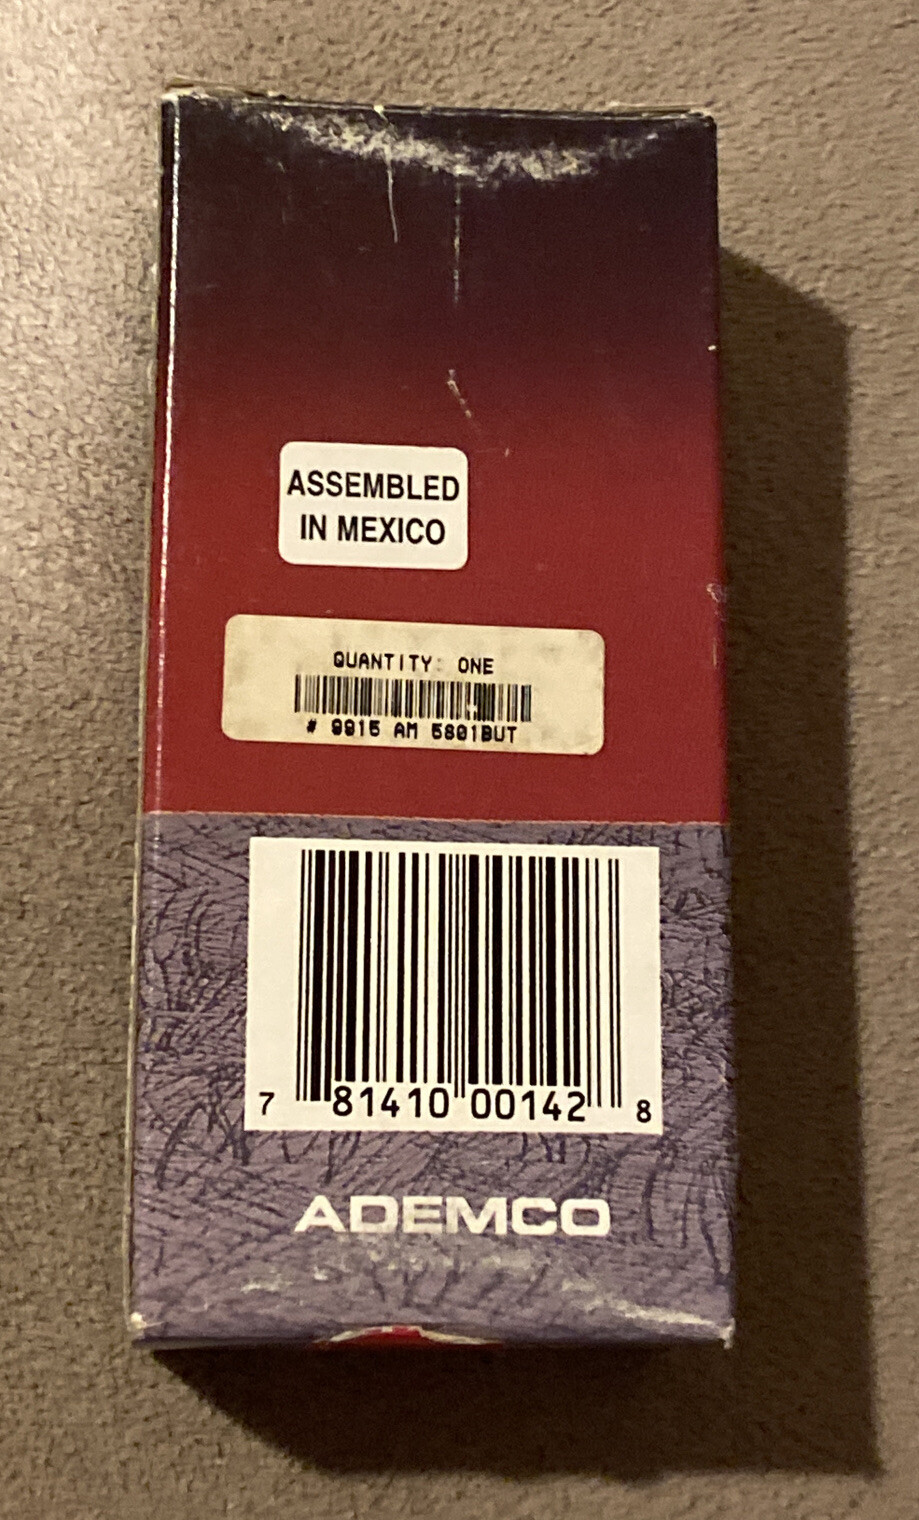 ASSEMBLED
IN MEXICO
QUANTITY: ONE
# 9915 AM 5801BUT
7 81410 00142 8
ADEMCO